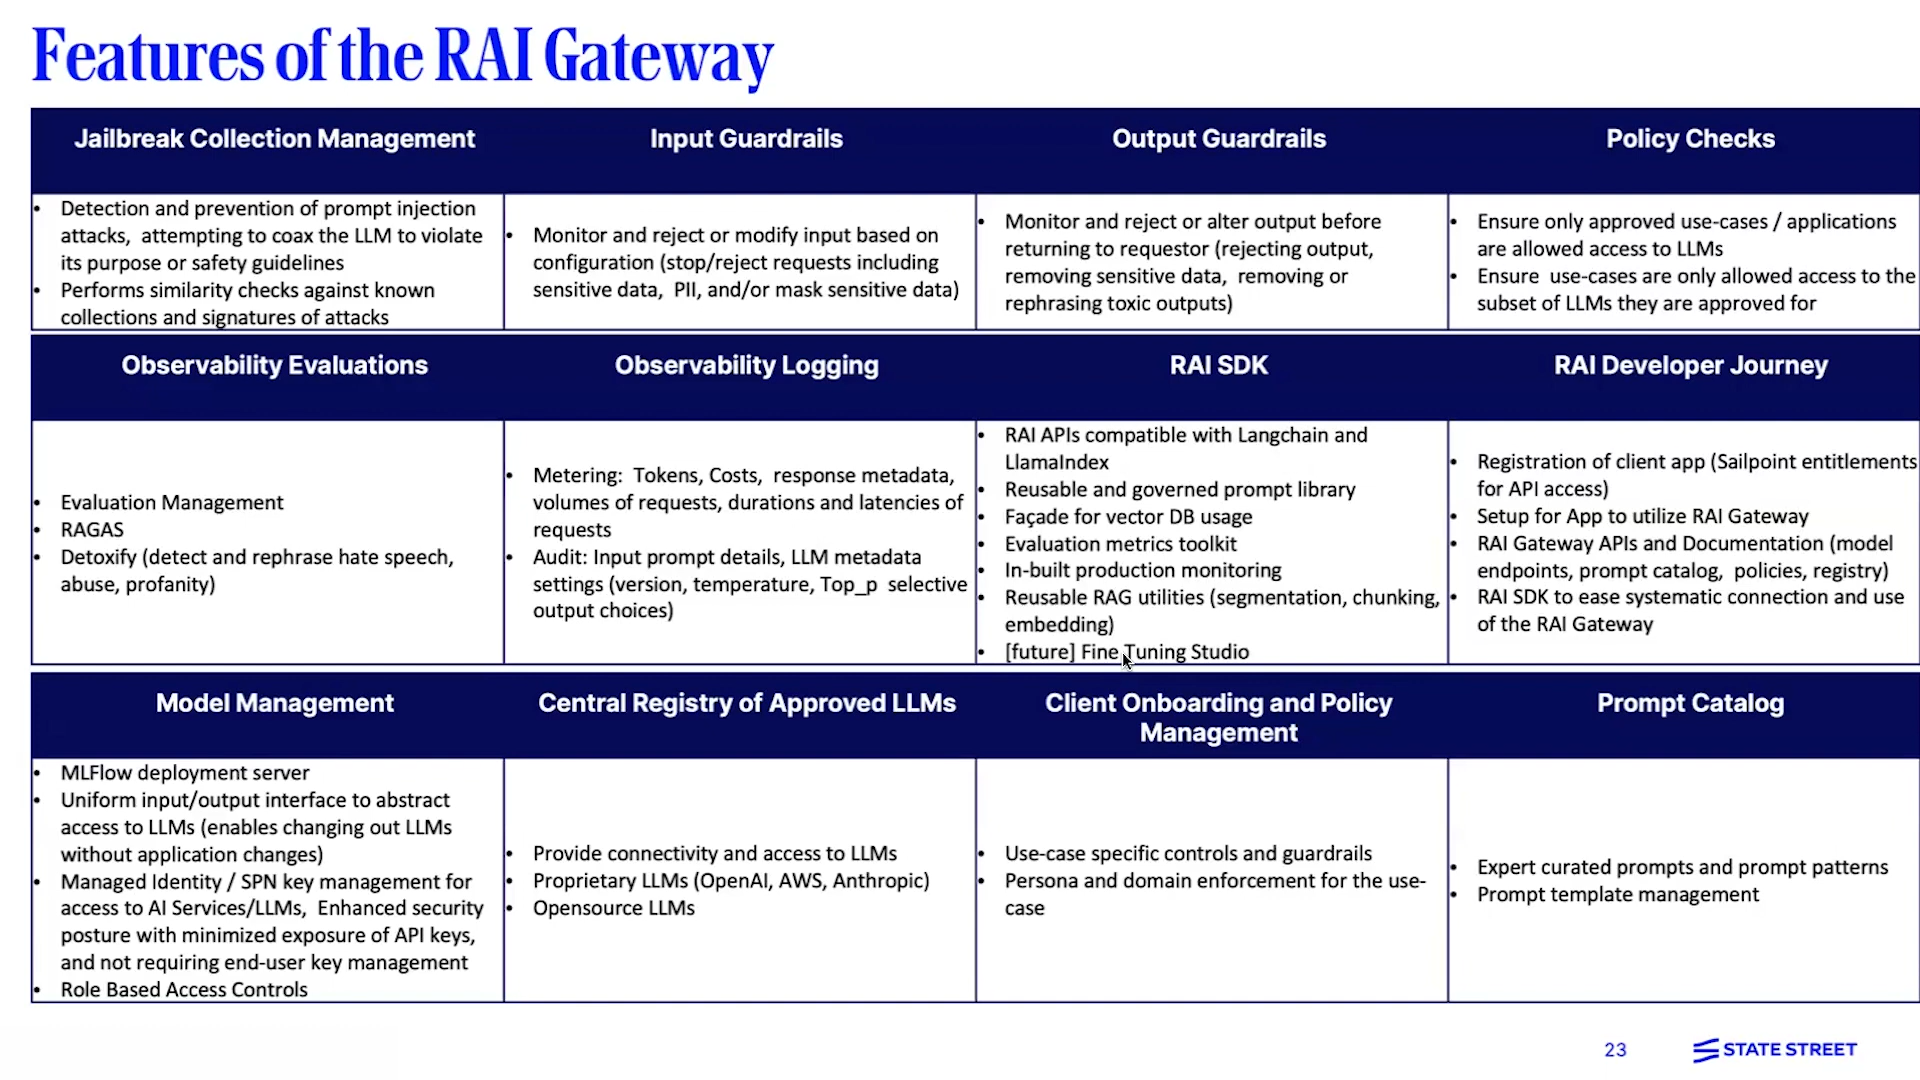 Features of the RAI Gateway
Jailbreak Collection Management
Input Guardrails
Output Guardrails
Policy Checks
• Detection and prevention of prompt injection
attacks, attempting to coax the LLM to violate
its purpose or safety guidelines
• Performs similarity checks against known
collections and signatures of attacks
• Monitor and reject or modify input based on
configuration (stop/reject requests including
sensitive data, PII, and/or mask sensitive data)
• Monitor and reject or alter output before
returning to requestor (rejecting output,
removing sensitive data, removing or
rephrasing toxic outputs)
• Ensure only approved use-cases / applications
are allowed access to LLMs
• Ensure use-cases are only allowed access to the
subset of LLMs they are approved for
Observability Evaluations
Observability Logging
RAI SDK
RAI Developer Journey
• Evaluation Management
• RAGAS
• Detoxify (detect and rephrase hate speech,
abuse, profanity)
• Metering: Tokens, Costs, response metadata,
volumes of requests, durations and latencies of
requests
• Audit: Input prompt details, LLM metadata
settings (version, temperature, Top_p selective
output choices)
• RAI APIs compatible with Langchain and
LlamaIndex
• Reusable and governed prompt library
• Façade for vector DB usage
• Evaluation metrics toolkit
• In-built production monitoring
• Reusable RAG utilities (segmentation, chunking,
embedding)
• [future] Fine Tuning Studio
• Registration of client app (Sailpoint entitlements
for API access)
• Setup for App to utilize RAI Gateway
• RAI Gateway APIs and Documentation (model
endpoints, prompt catalog, policies, registry)
• RAI SDK to ease systematic connection and use
of the RAI Gateway
Model Management
Central Registry of Approved LLMs
Client Onboarding and Policy
Management
Prompt Catalog
• MLFlow deployment server
• Uniform input/output interface to abstract
access to LLMs (enables changing out LLMs
without application changes)
• Managed Identity / SPN key management for
access to AI Services/LLMs, Enhanced security
posture with minimized exposure of API keys,
and not requiring end-user key management
• Role Based Access Controls
• Provide connectivity and access to LLMs
• Proprietary LLMs (OpenAI, AWS, Anthropic)
• Opensource LLMs
• Use-case specific controls and guardrails
• Persona and domain enforcement for the use-
case
• Expert curated prompts and prompt patterns
• Prompt template management
23
STATE STREET